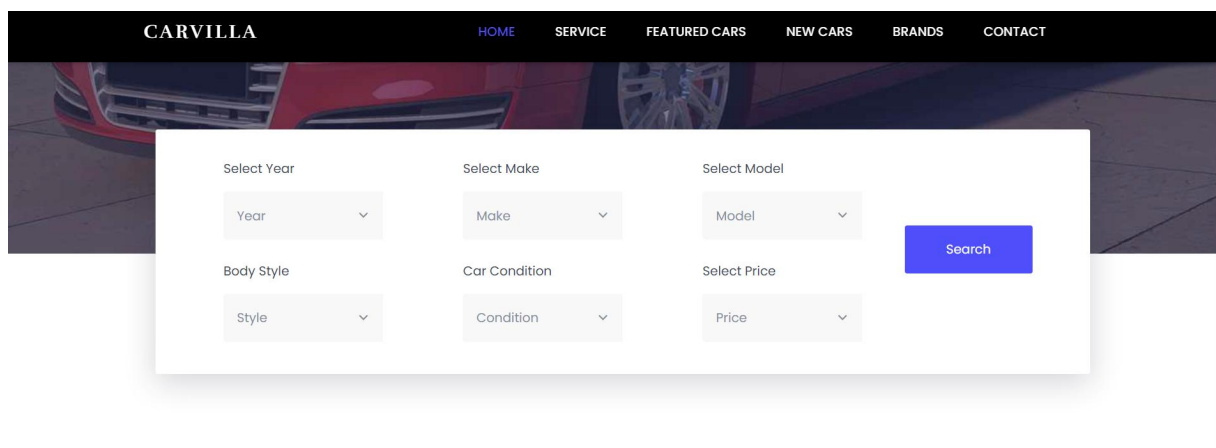 CARVILLA HOME SERVICE FEATURED CARS NEW CARS BRANDS CONTACT
Select Year Select Make Select Model
Year Make Model
Search
Body Style Car Condition Select Price
Style Condition Price